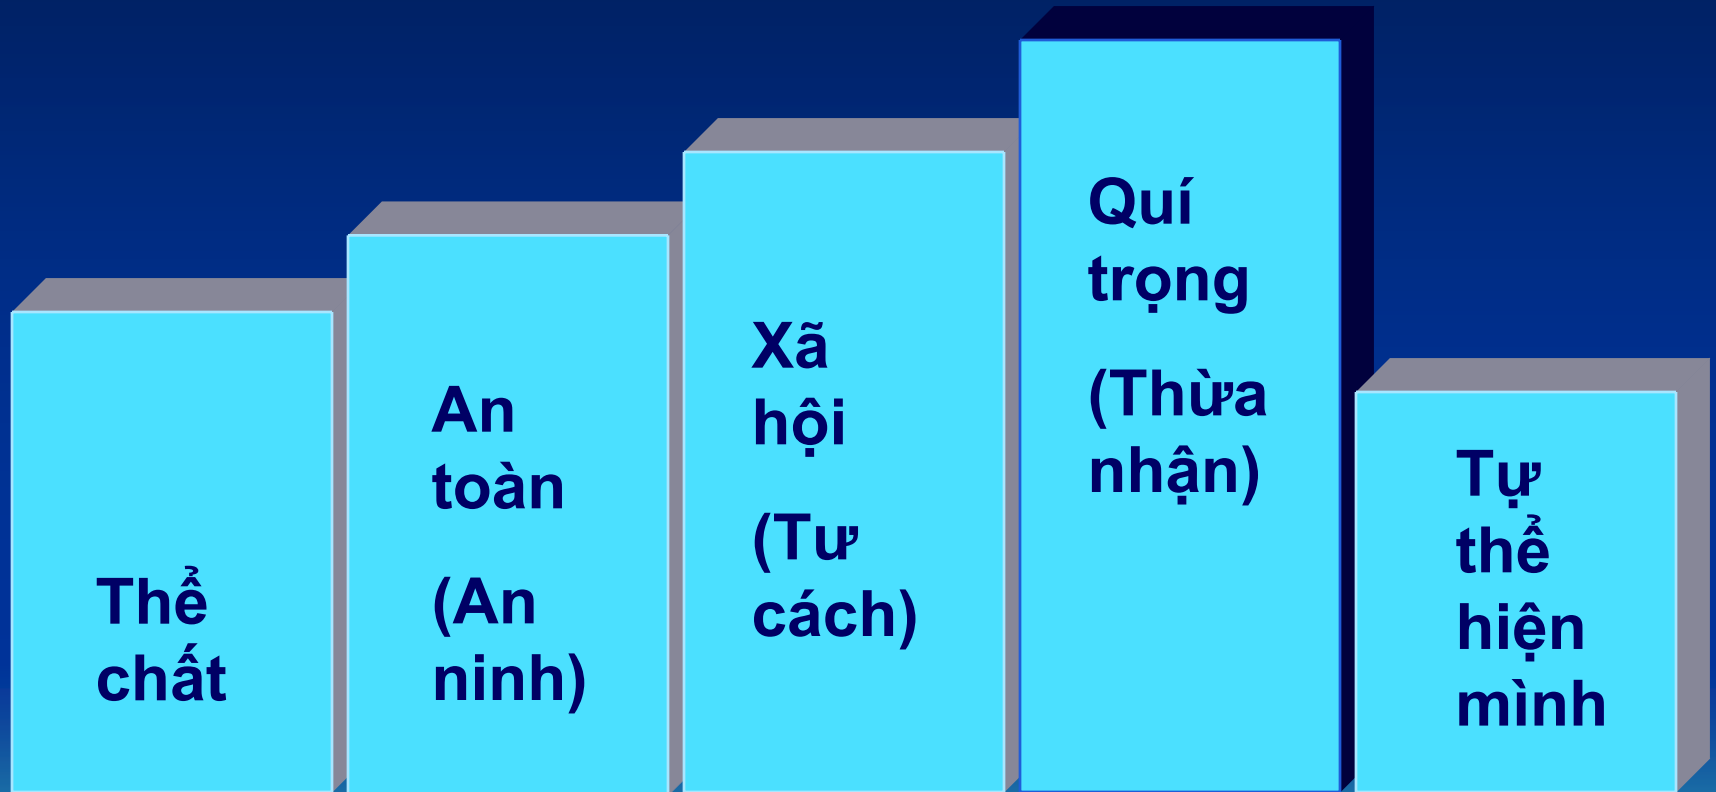 Thể
chất
An
toàn
(An
ninh)
Xã
hội
(Tư
cách)
Quí
trọng
(Thừa
nhận)
Tự
thể
hiện
mình